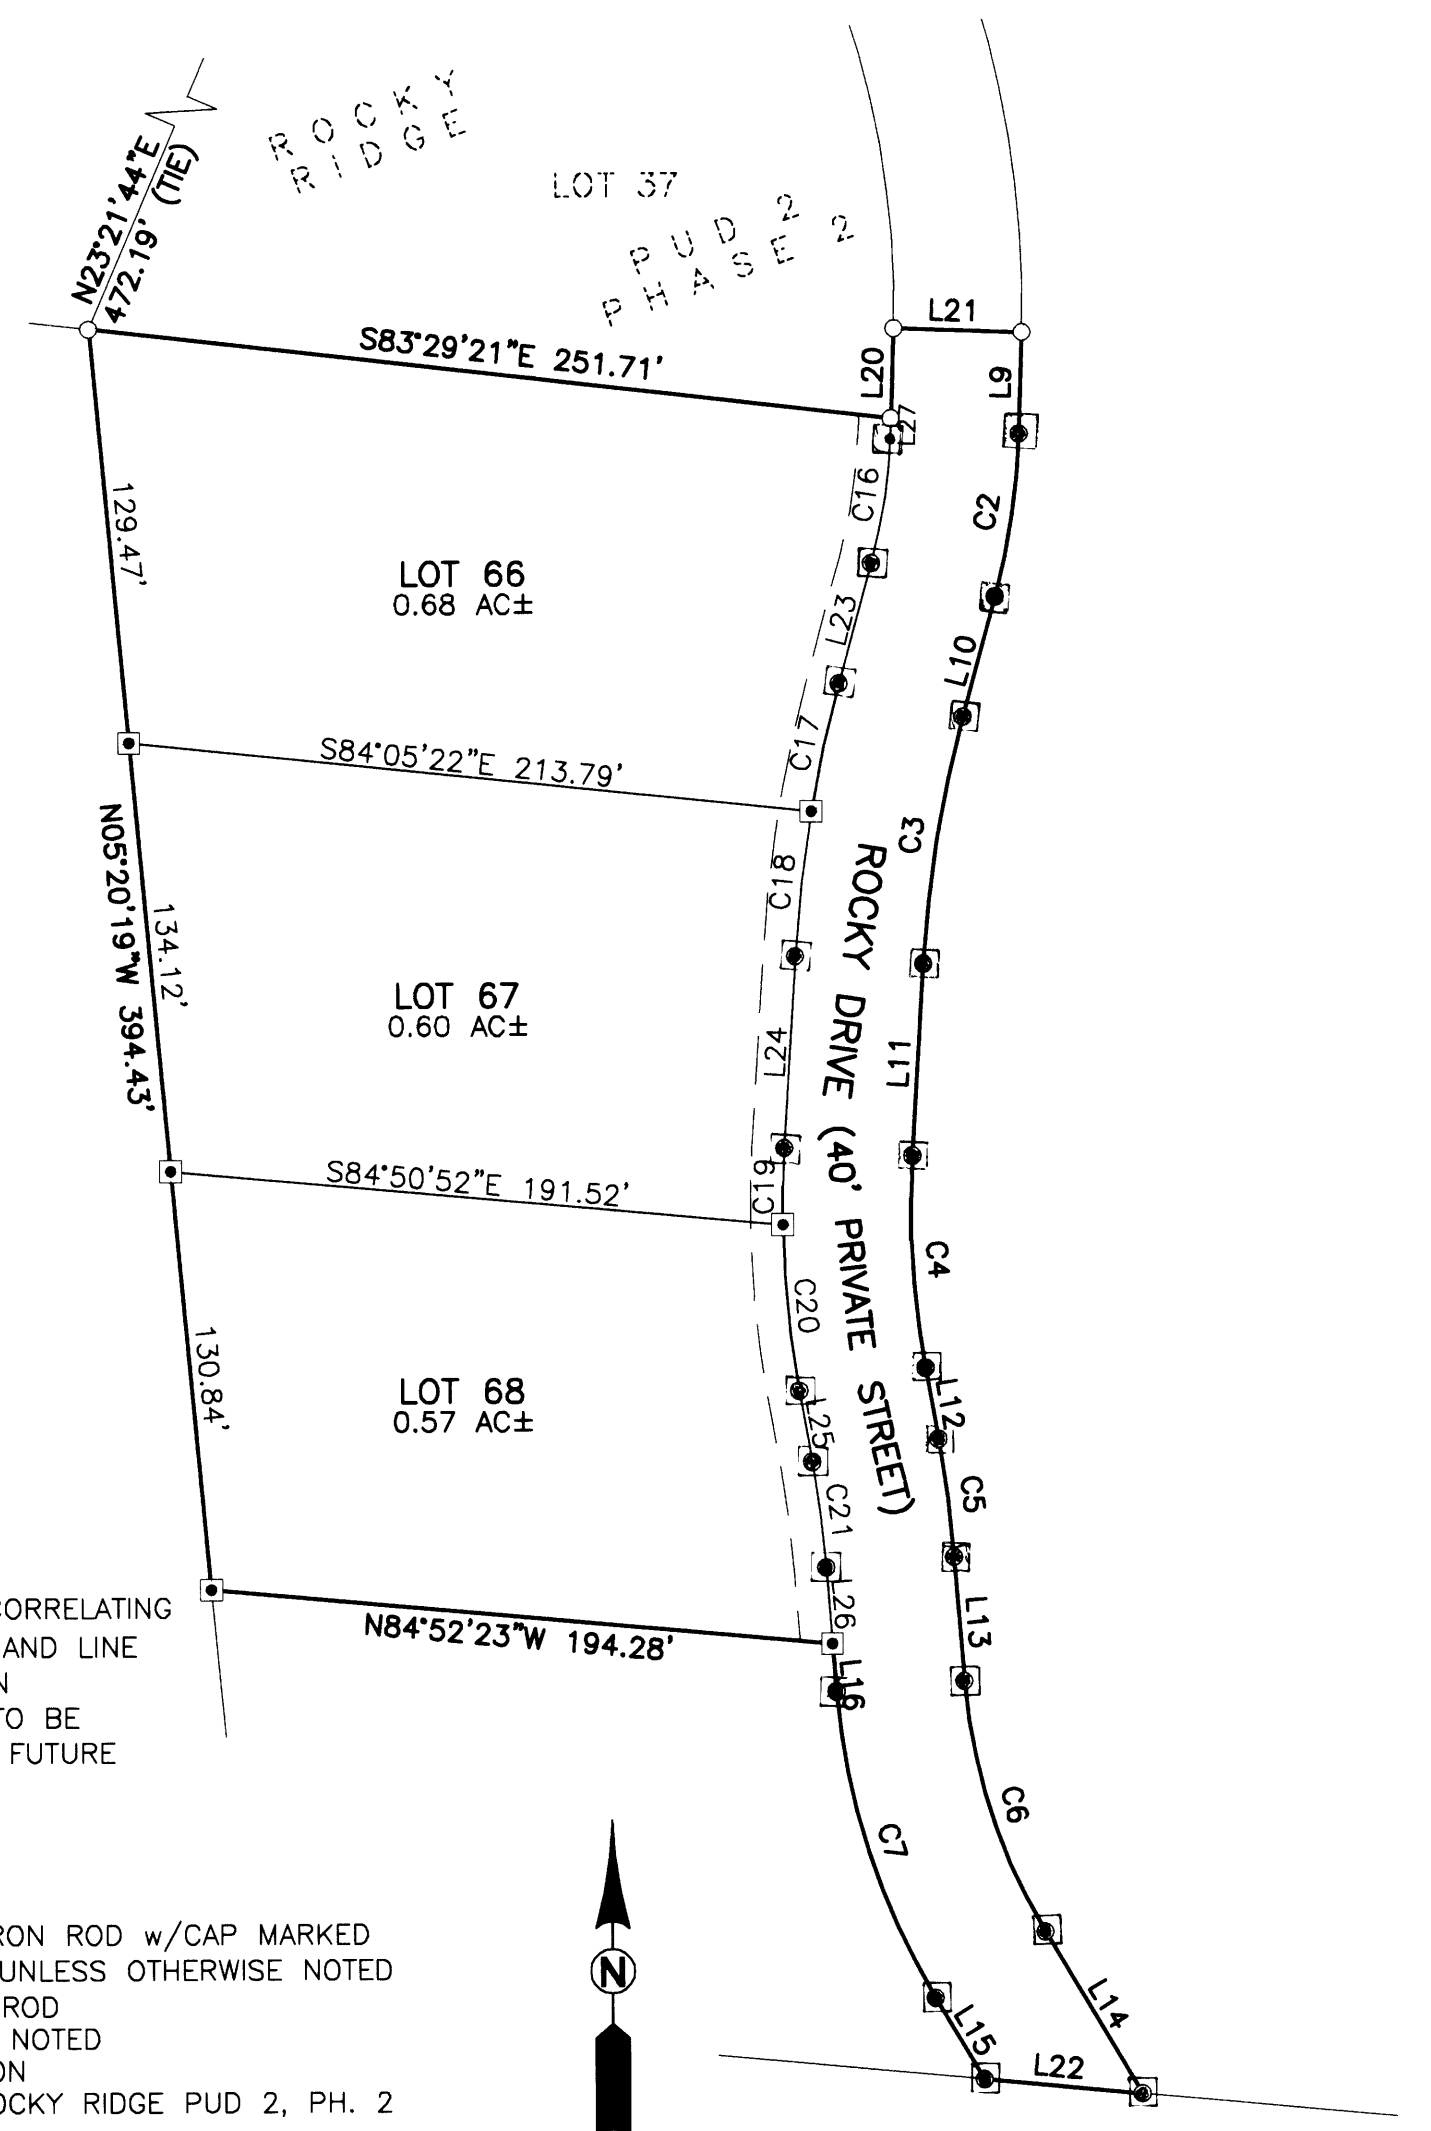 ROCKY
RIDGE
LOT 37
PUD 2
PHASE 2
N23°21'44"E
472.19' (TIE)
L21
S83°29'21"E 251.71'
L20
L9
L27
C16
C2
129.47'
LOT 66
0.68 AC±
L23
L10
C17
S84°05'22"E 213.79'
C3
C18
ROCKY DRIVE (40' PRIVATE STREET)
N05°20'19"W 394.43'
134.12'
LOT 67
0.60 AC±
L24
L11
S84°50'52"E 191.52'
C19
C4
C20
130.84'
LOT 68
0.57 AC±
L12
L25
C5
C21
L26
L13
N84°52'23"W 194.28'
L16
CORRELATING
AND LINE
N
TO BE
FUTURE
C6
C7
RON ROD w/CAP MARKED
UNLESS OTHERWISE NOTED
ROD
NOTED
ON
OCKY RIDGE PUD 2, PH. 2
N
L14
L15
L22